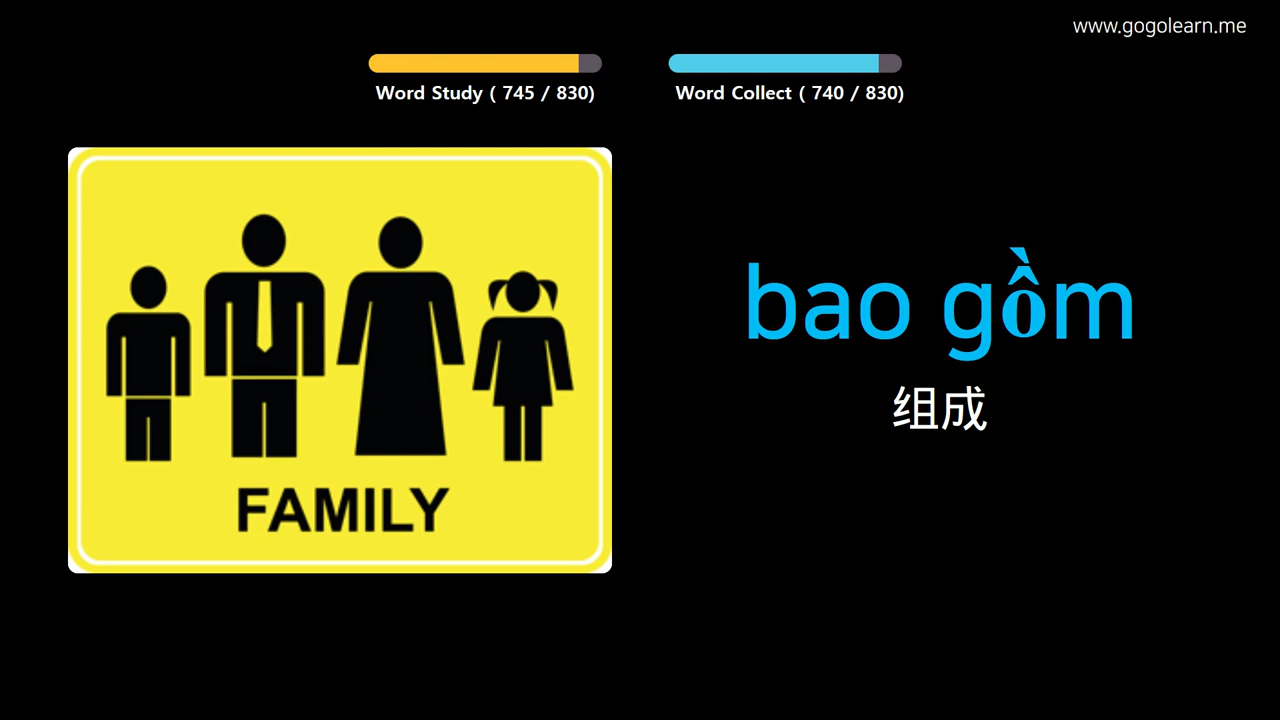 www.gogolearn.me
Word Study ( 745 / 830)
Word Collect ( 740 / 830)
FAMILY
bao gồm
组成